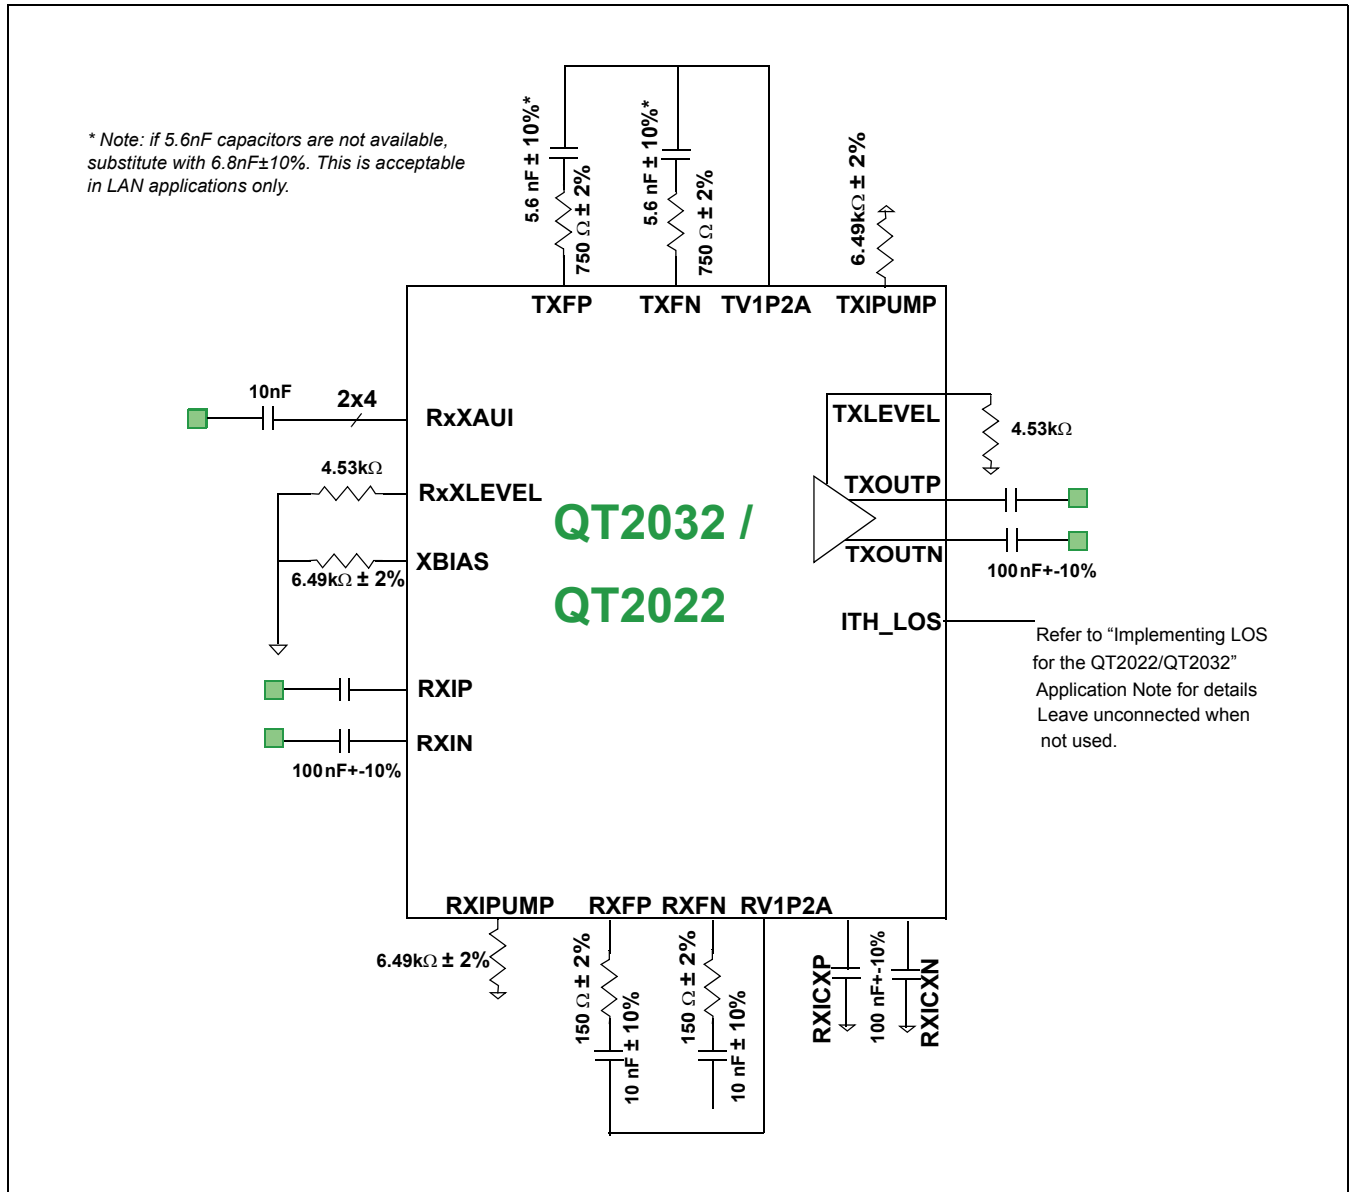 * Note: if 5.6nF capacitors are not available,
substitute with 6.8nF±10%. This is acceptable
in LAN applications only.
5.6 nF ± 10%*
750 Ω ± 2%
5.6 nF ± 10%*
750 Ω ± 2%
6.49kΩ ± 2%
TXFP
TXFN
TV1P2A
TXIPUMP
10nF
2x4
RxXAUI
TXLEVEL
4.53kΩ
4.53kΩ
RxXLEVEL
TXOUTP
QT2032 /
QT2022
XBIAS
6.49kΩ ± 2%
TXOUTN
100nF+-10%
ITH_LOS
Refer to “Implementing LOS
for the QT2022/QT2032”
Application Note for details
Leave unconnected when
not used.
RXIP
RXIN
100nF+-10%
RXIPUMP
RXFP
RXFN
RV1P2A
6.49kΩ ± 2%
150 Ω ± 2%
10 nF ± 10%
150 Ω ± 2%
10 nF ± 10%
RXICXP
100 nF+-10%
RXICXN